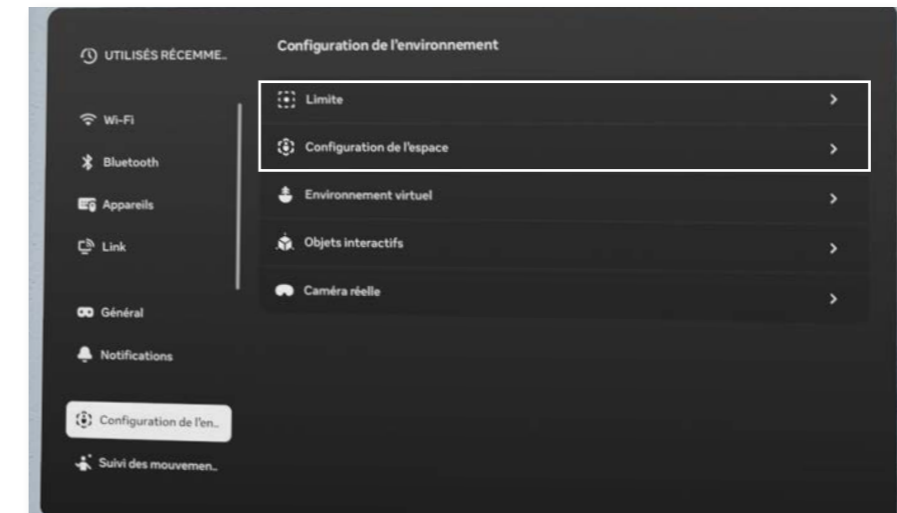 UTILISÉS RÉCEMME..
Wi-Fi
Bluetooth
Appareils
Link
Général
Notifications
Configuration de l'en..
Suivi des mouvemen..
Configuration de l'environnement
Limite
Configuration de l'espace
Environnement virtuel
Objets interactifs
Caméra réelle